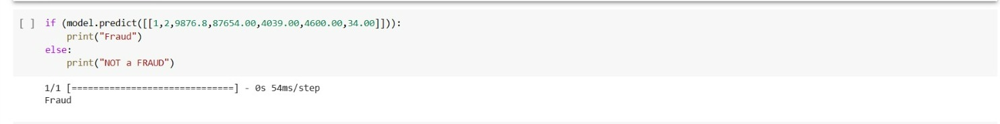 [ ] if (model.predict([[1,2,9876.8,87654.00,4039.00,4600.00,34.00]])):
    print("Fraud")
else:
    print("NOT a FRAUD")
1/1 [==============================] - 0s 54ms/step
Fraud